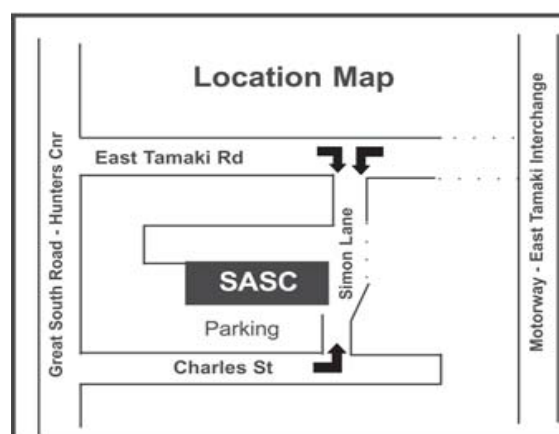 Location Map
East Tamaki Rd
Great South Road - Hunters Cnr
Motorway - East Tamaki Interchange
Simon Lane
SASC
Parking
Charles St